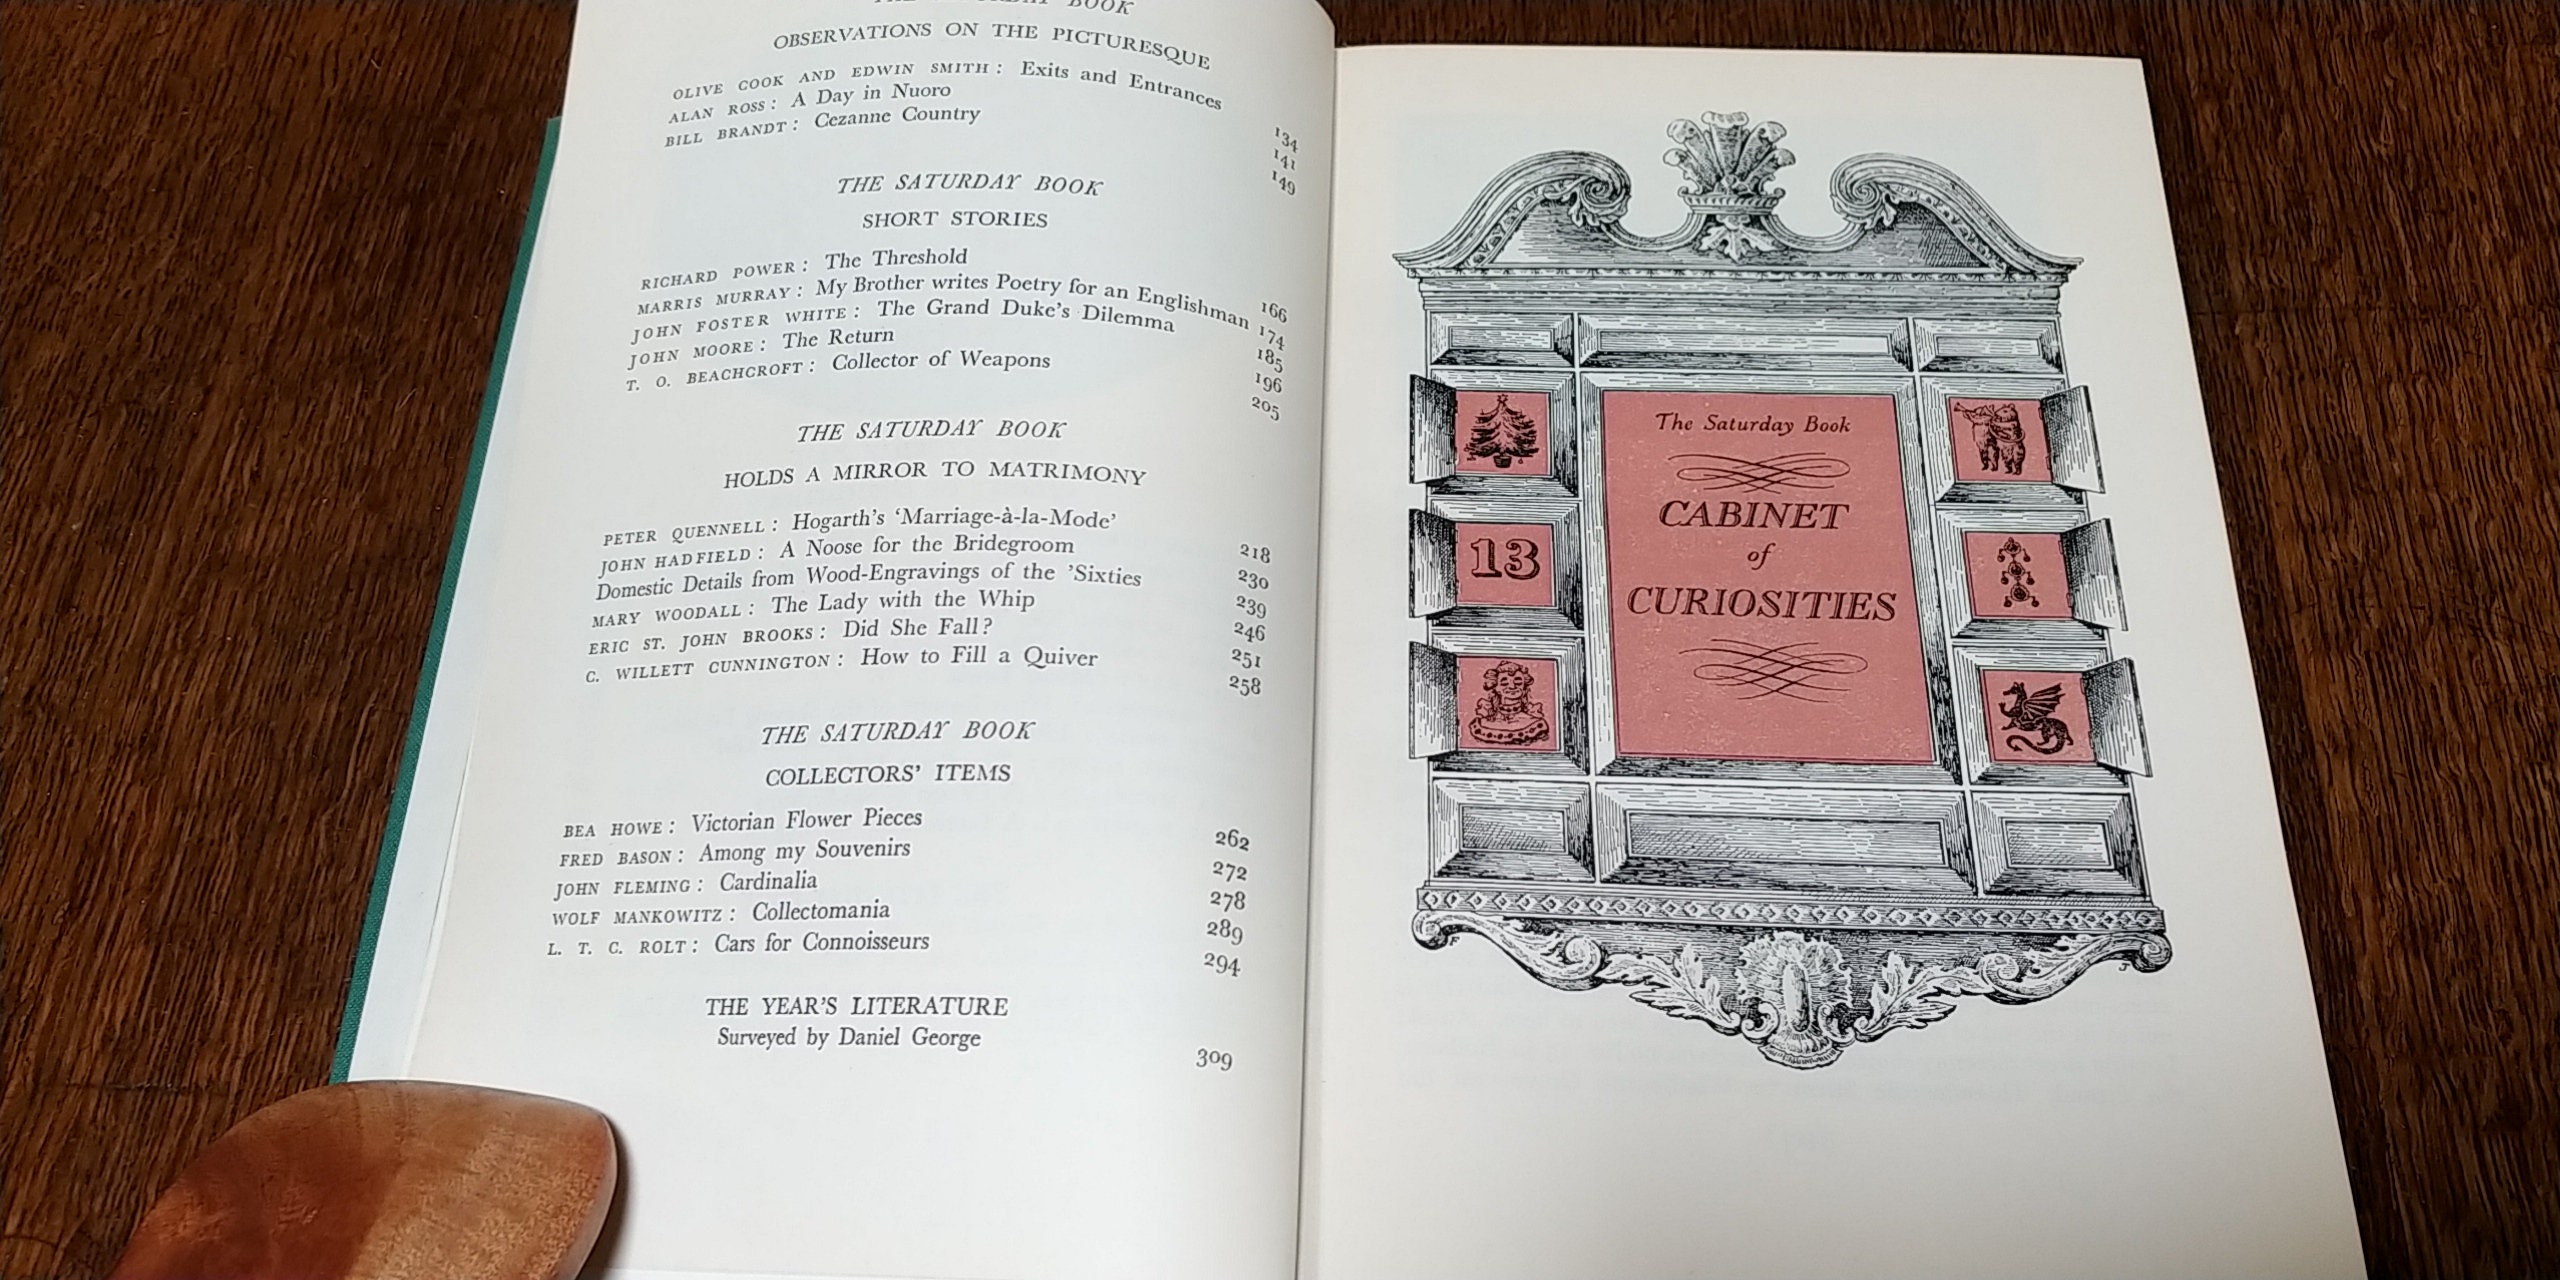 THE SATURDAY BOOK
OBSERVATIONS ON THE PICTURESQUE
OLIVE COOK AND EDWIN SMITH: Exits and Entrances 134
ALAN ROSS: A Day in Nuoro 141
BILL BRANDT: Cezanne Country 149
THE SATURDAY BOOK
SHORT STORIES
RICHARD POWER: The Threshold 166
MARRIS MURRAY: My Brother writes Poetry for an Englishman 174
JOHN FOSTER WHITE: The Grand Duke's Dilemma 185
JOHN MOORE: The Return 196
T. O. BEACHCROFT: Collector of Weapons 205
THE SATURDAY BOOK
HOLDS A MIRROR TO MATRIMONY
PETER QUENNELL: Hogarth's ‘Marriage-à-la-Mode’ 218
JOHN HADFIELD: A Noose for the Bridegroom 230
Domestic Details from Wood-Engravings of the ’Sixties 239
MARY WOODALL: The Lady with the Whip 246
ERIC ST. JOHN BROOKS: Did She Fall? 251
C. WILLETT CUNNINGTON: How to Fill a Quiver 258
THE SATURDAY BOOK
COLLECTORS' ITEMS
BEA HOWE: Victorian Flower Pieces 262
FRED BASON: Among my Souvenirs 272
JOHN FLEMING: Cardinalia 278
WOLF MANKOWITZ: Collectomania 289
L. T. C. ROLT: Cars for Connoisseurs 294
THE YEAR'S LITERATURE
Surveyed by Daniel George 309
The Saturday Book
CABINET
of
CURIOSITIES
13
F
J